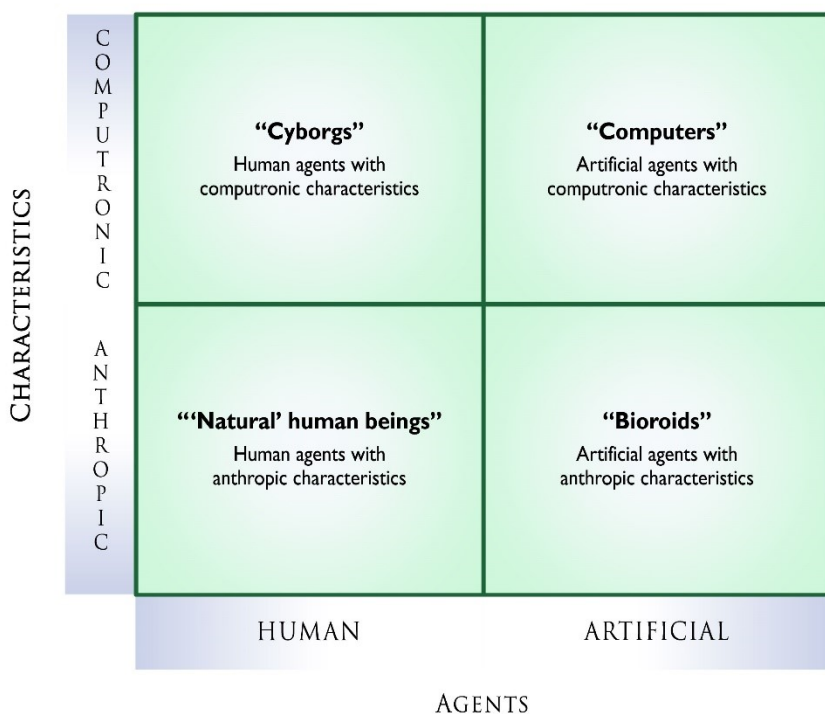 CHARACTERISTICS
COMPUTRONIC
“Cyborgs”
Human agents with
computronic characteristics
“Computers”
Artificial agents with
computronic characteristics
ANTHROPIC
“‘Natural’ human beings”
Human agents with
anthropic characteristics
“Bioroids”
Artificial agents with
anthropic characteristics
HUMAN
ARTIFICIAL
AGENTS